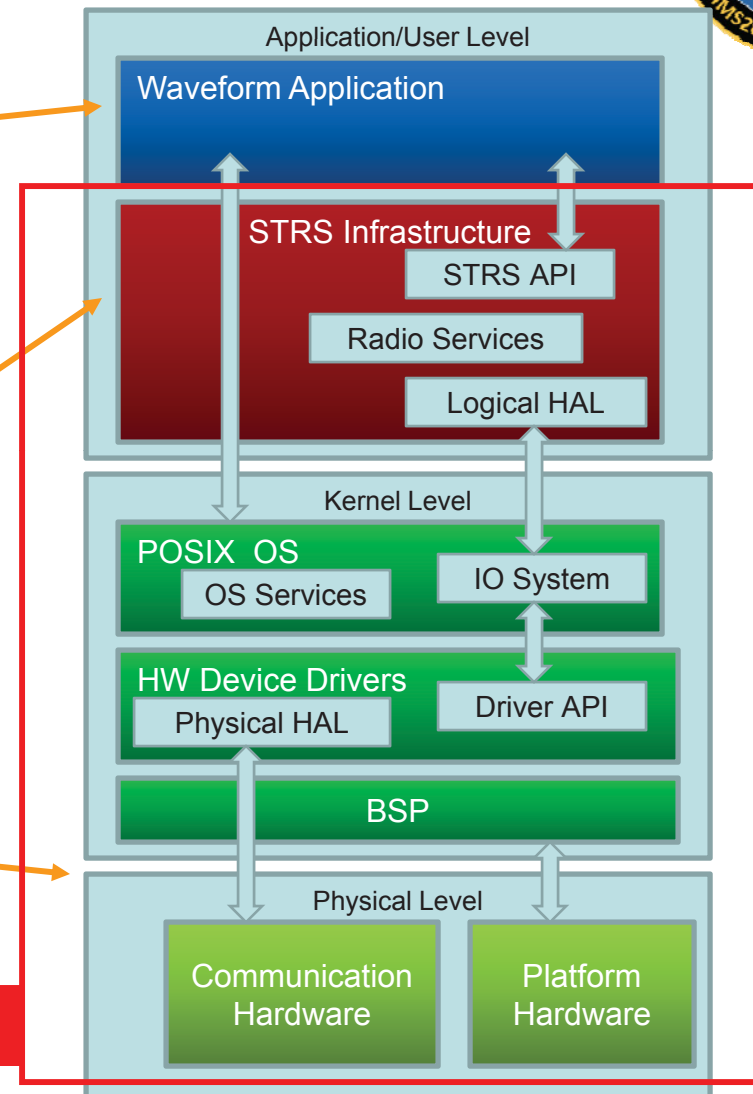 Application/User Level
Waveform Application
STRS Infrastructure
STRS API
Radio Services
Logical HAL
Kernel Level
POSIX OS
OS Services
IO System
HW Device Drivers
Physical HAL
Driver API
BSP
Physical Level
Communication
Hardware
Platform
Hardware